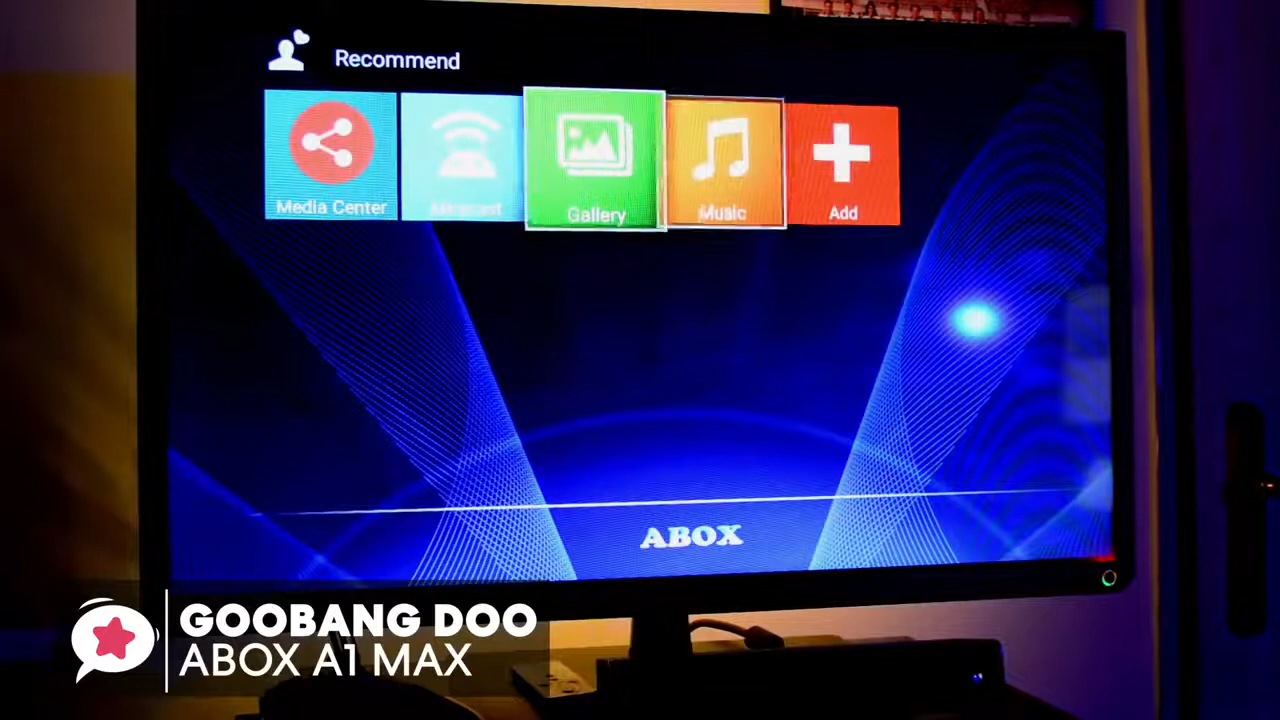 Recommend
Media Center
Gallery
Music
Add
ABOX
GOOBANG DOO
ABOX A1 MAX